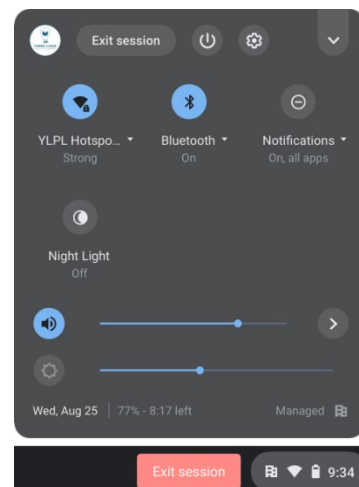 Exit session
YLPL Hotspo... Bluetooth Notifications
Strong On On, all apps
Night Light
Off
Wed, Aug 25 | 77% - 8:17 left Managed
Exit session 9:34